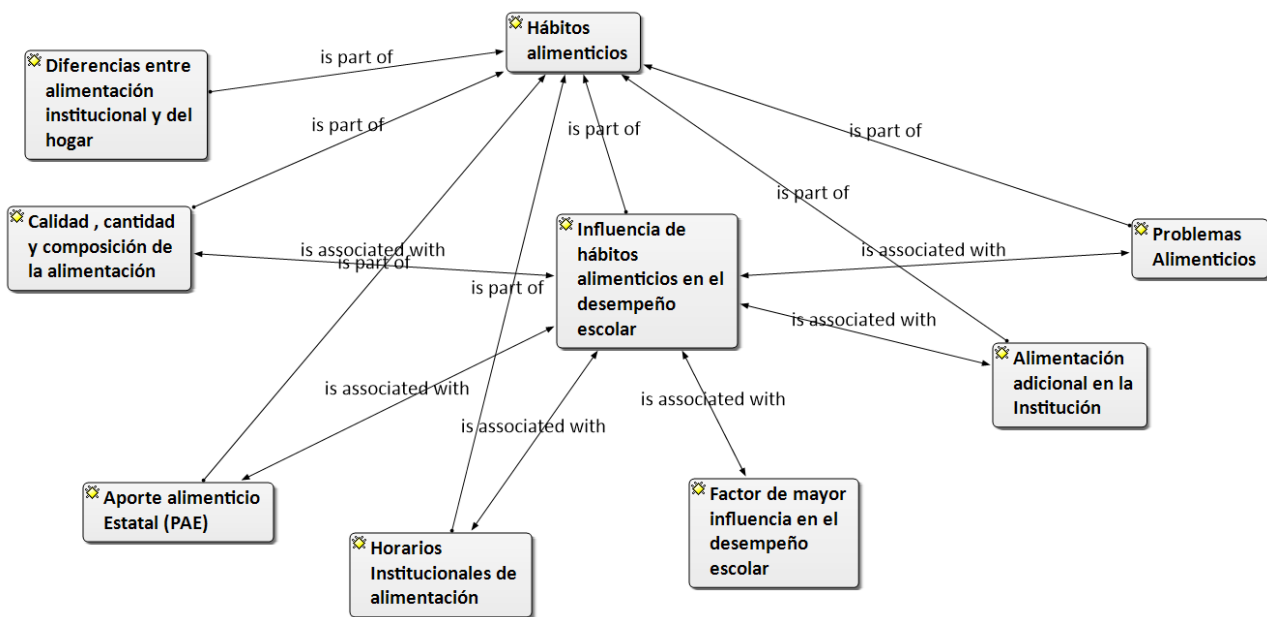 Hábitos
alimenticios
is part of
Diferencias entre
alimentación
institucional y del
hogar
is part of
is part of
is part of
is part of
Calidad , cantidad
y composición de
la alimentación
Influencia de
hábitos
alimenticios en el
desempeño
escolar
Problemas
Alimenticios
is associated with
is part of
is associated with
is part of
is associated with
Alimentación
adicional en la
Institución
is associated with
is associated with
is associated with
Aporte alimenticio
Estatal (PAE)
Factor de mayor
influencia en el
desempeño
escolar
Horarios
Institucionales de
alimentación